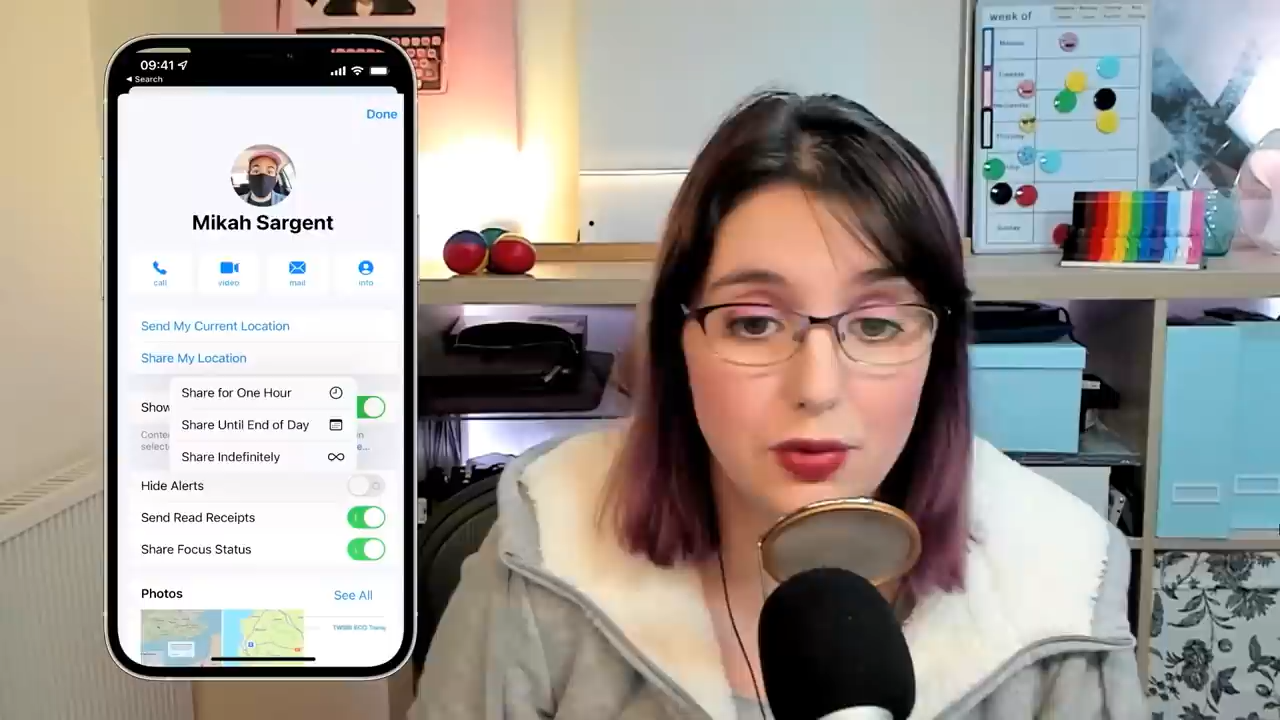 09:41
Search
Done
Mikah Sargent
call
video
mail
info
Send My Current Location
Share My Location
Share for One Hour
Show
Share Until End of Day
Share Indefinitely
Hide Alerts
Send Read Receipts
Share Focus Status
Photos
See All
week of
Sunday